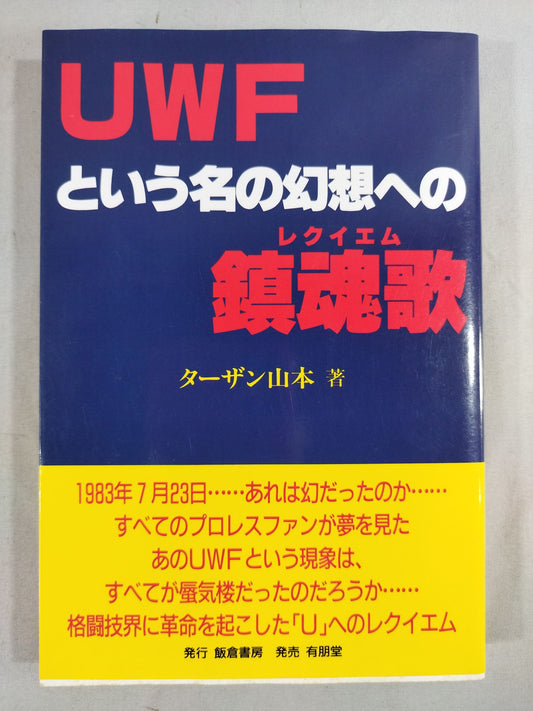 UWF
という名の幻想への
レクイエム
鎮魂歌
ターザン山本 著
1983年7月23日……あれは幻だったのか……
すべてのプロレスファンが夢を見た
あのUWFという現象は、
すべてが蜃気楼だったのだろうか……
格闘技界に革命を起こした「U」へのレクイエム
発行 飯倉書房 発売 有朋堂